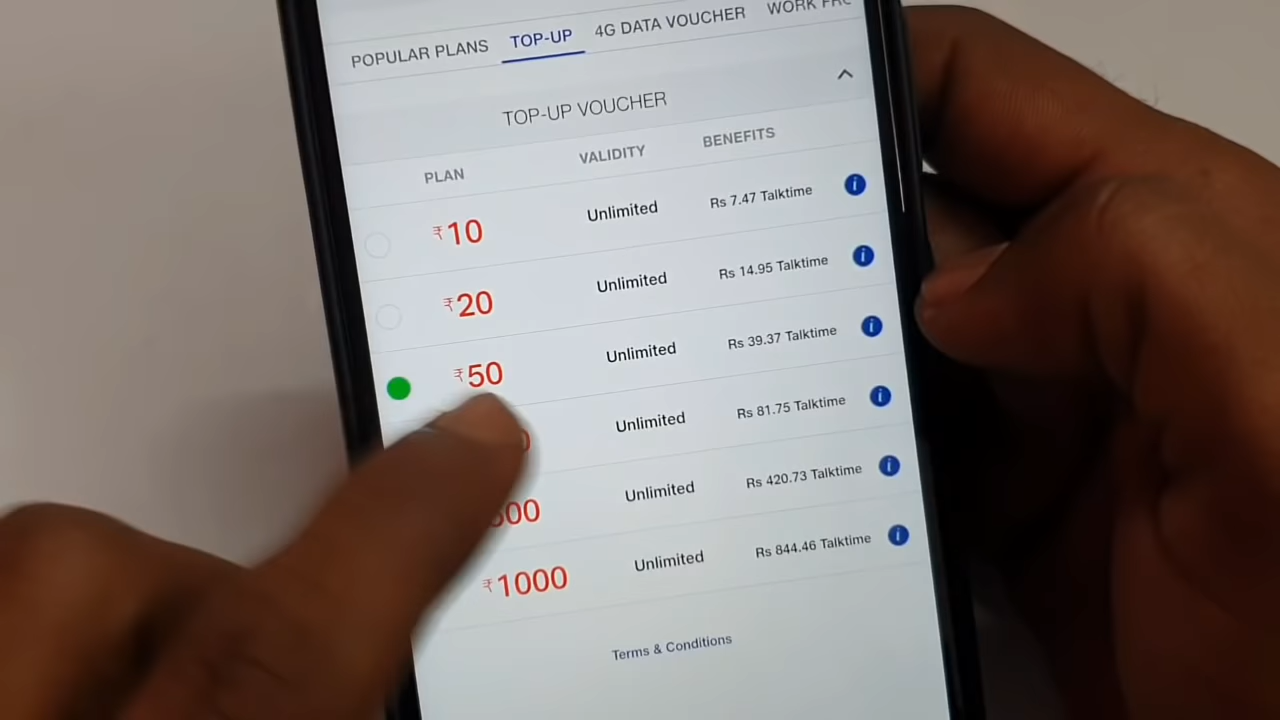 POPULAR PLANS TOP-UP 4G DATA VOUCHER WORK
TOP-UP VOUCHER
PLAN VALIDITY BENEFITS
₹10 Unlimited Rs 7.47 Talktime
₹20 Unlimited Rs 14.95 Talktime
₹50 Unlimited Rs 39.37 Talktime
Unlimited Rs 81.75 Talktime
Unlimited Rs 420.73 Talktime
₹1000 Unlimited Rs 844.46 Talktime
Terms & Conditions